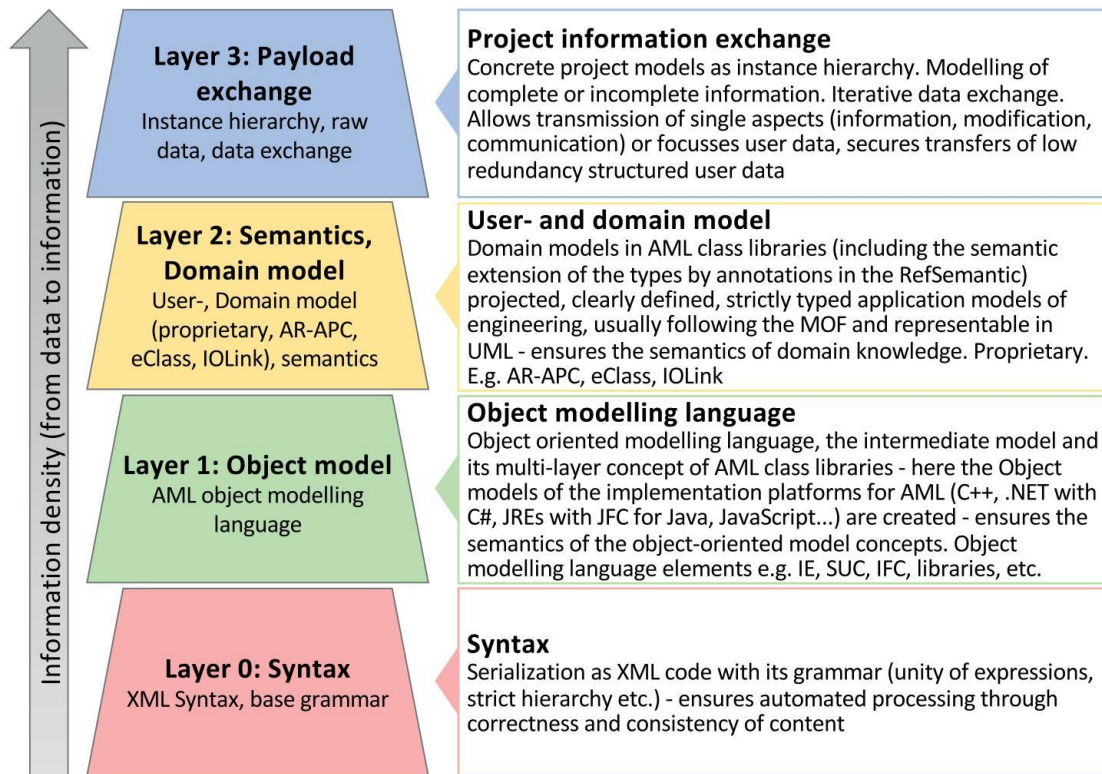 Information density (from data to information)
Layer 3: Payload
exchange
Instance hierarchy, raw
data, data exchange
Project information exchange
Concrete project models as instance hierarchy. Modelling of
complete or incomplete information. Iterative data exchange.
Allows transmission of single aspects (information, modification,
communication) or focusses user data, secures transfers of low
redundancy structured user data
Layer 2: Semantics,
Domain model
User-, Domain model
(proprietary, AR-APC,
eClass, IOLink), semantics
User- and domain model
Domain models in AML class libraries (including the semantic
extension of the types by annotations in the RefSemantic)
projected, clearly defined, strictly typed application models of
engineering, usually following the MOF and representable in
UML - ensures the semantics of domain knowledge. Proprietary.
E.g. AR-APC, eClass, IOLink
Layer 1: Object model
AML object modelling
language
Object modelling language
Object oriented modelling language, the intermediate model and
its multi-layer concept of AML class libraries - here the Object
models of the implementation platforms for AML (C++, .NET with
C#, JREs with JFC for Java, JavaScript...) are created - ensures the
semantics of the object-oriented model concepts. Object
modelling language elements e.g. IE, SUC, IFC, libraries, etc.
Layer 0: Syntax
XML Syntax, base grammar
Syntax
Serialization as XML code with its grammar (unity of expressions,
strict hierarchy etc.) - ensures automated processing through
correctness and consistency of content